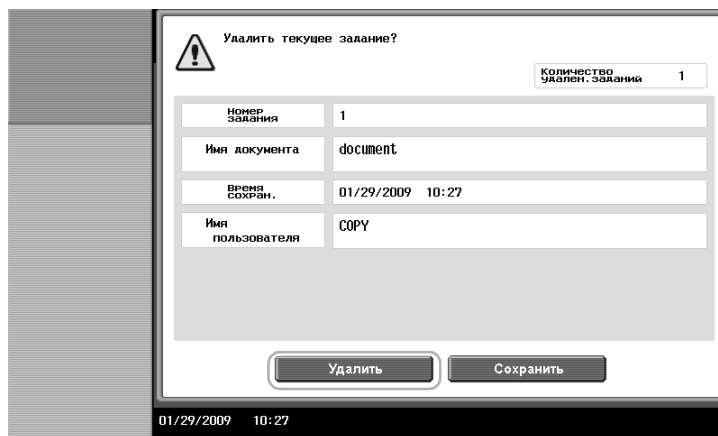 Удалить текущее задание?
Количество
удален.заданий 1
Номер
задания 1
Имя документа document
Время
сохран. 01/29/2009 10:27
Имя
пользователя COPY
Удалить Сохранить
01/29/2009 10:27